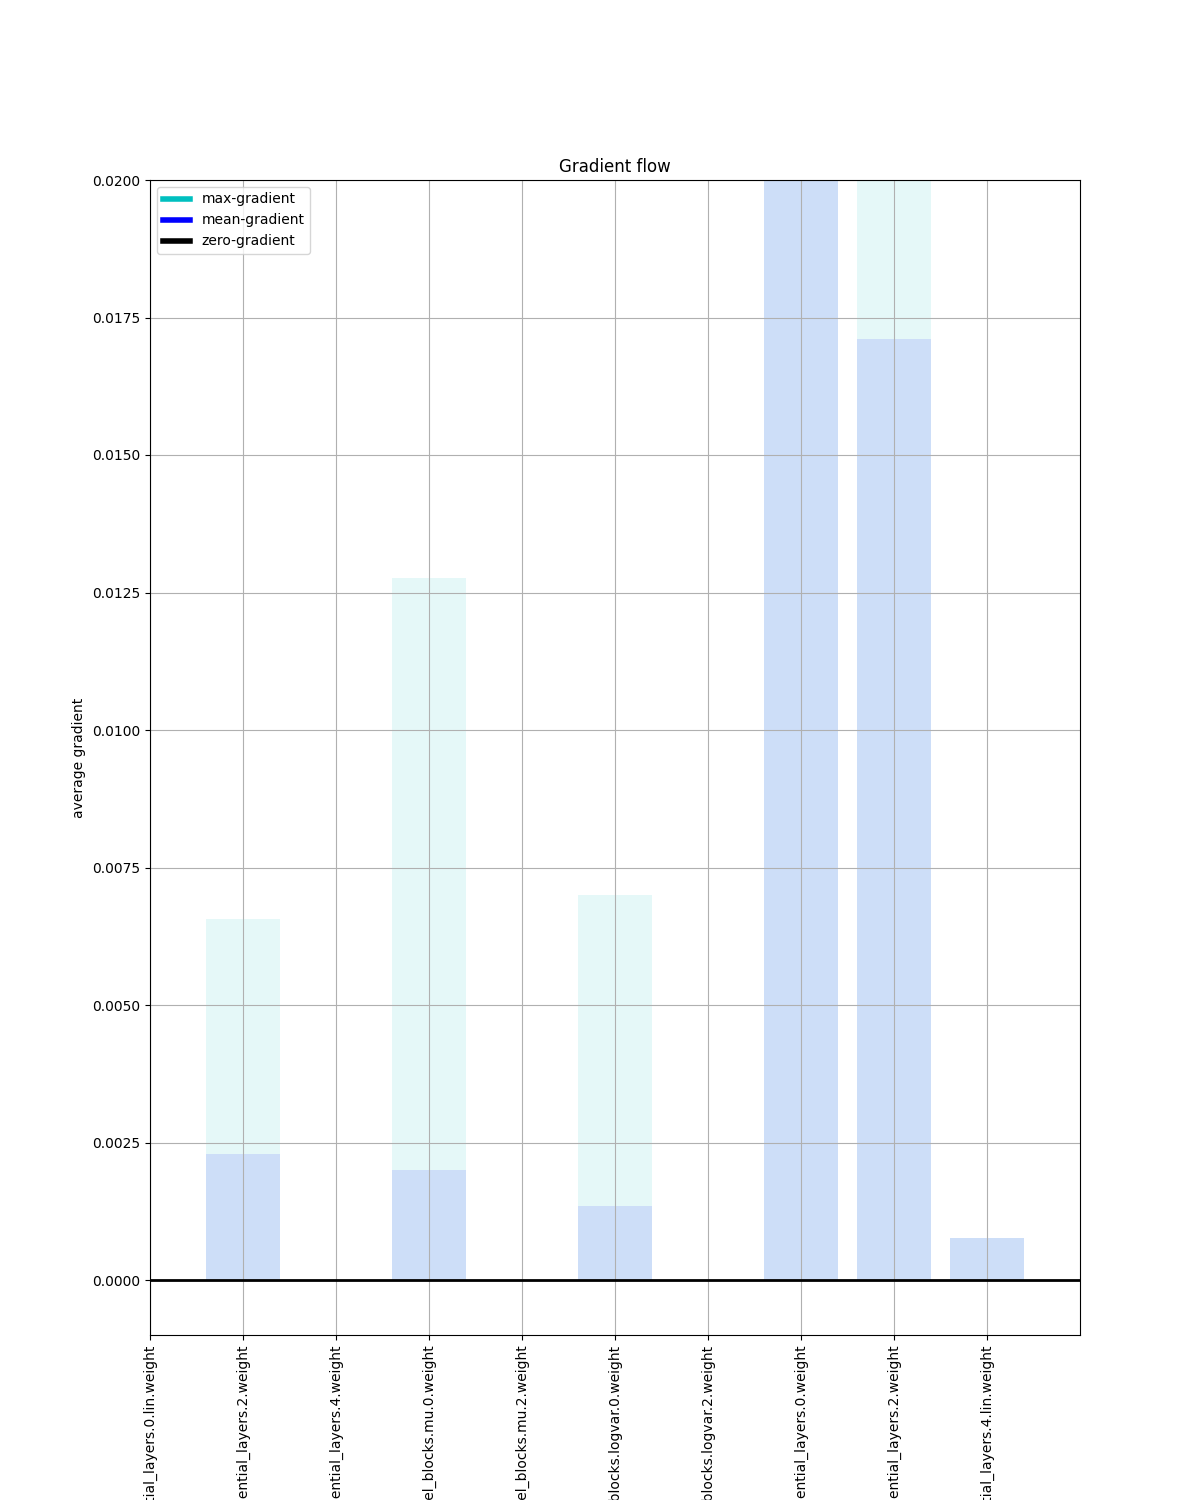 Gradient flow
max-gradient
mean-gradient
zero-gradient
0.0200
0.0175
0.0150
0.0125
0.0100
0.0075
0.0050
0.0025
0.0000
average gradient
tial_layers.0.lin.weight
ential_layers.2.weight
ential_layers.4.weight
el_blocks.mu.0.weight
el_blocks.mu.2.weight
blocks.logvar.0.weight
blocks.logvar.2.weight
ential_layers.0.weight
ential_layers.2.weight
tial_layers.4.lin.weight